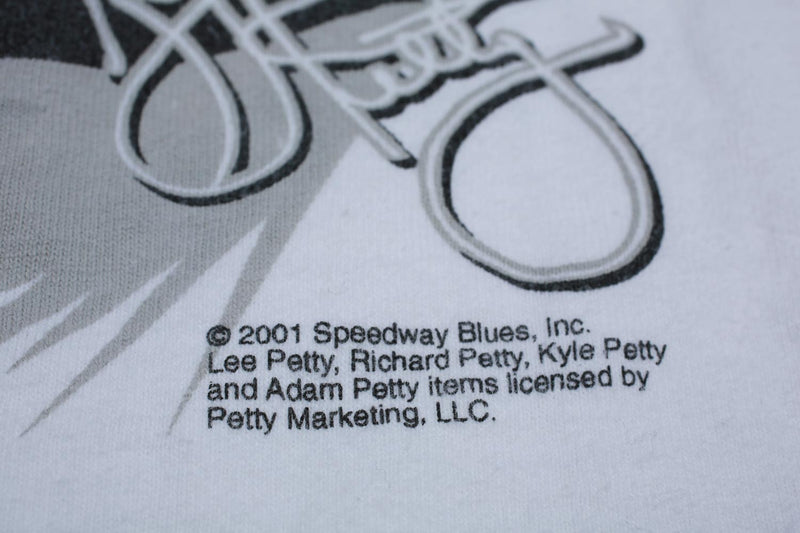 Petty
© 2001 Speedway Blues, Inc.
Lee Petty, Richard Petty, Kyle Petty
and Adam Petty items licensed by
Petty Marketing, LLC.